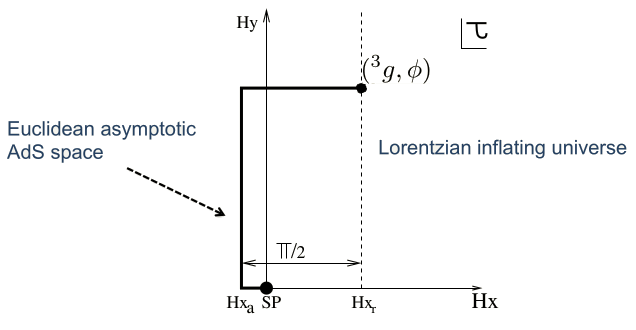 Hy
τ
(³g, ϕ)
Euclidean asymptotic
AdS space
Lorentzian inflating universe
π/2
Hxₐ SP Hxᵣ Hx